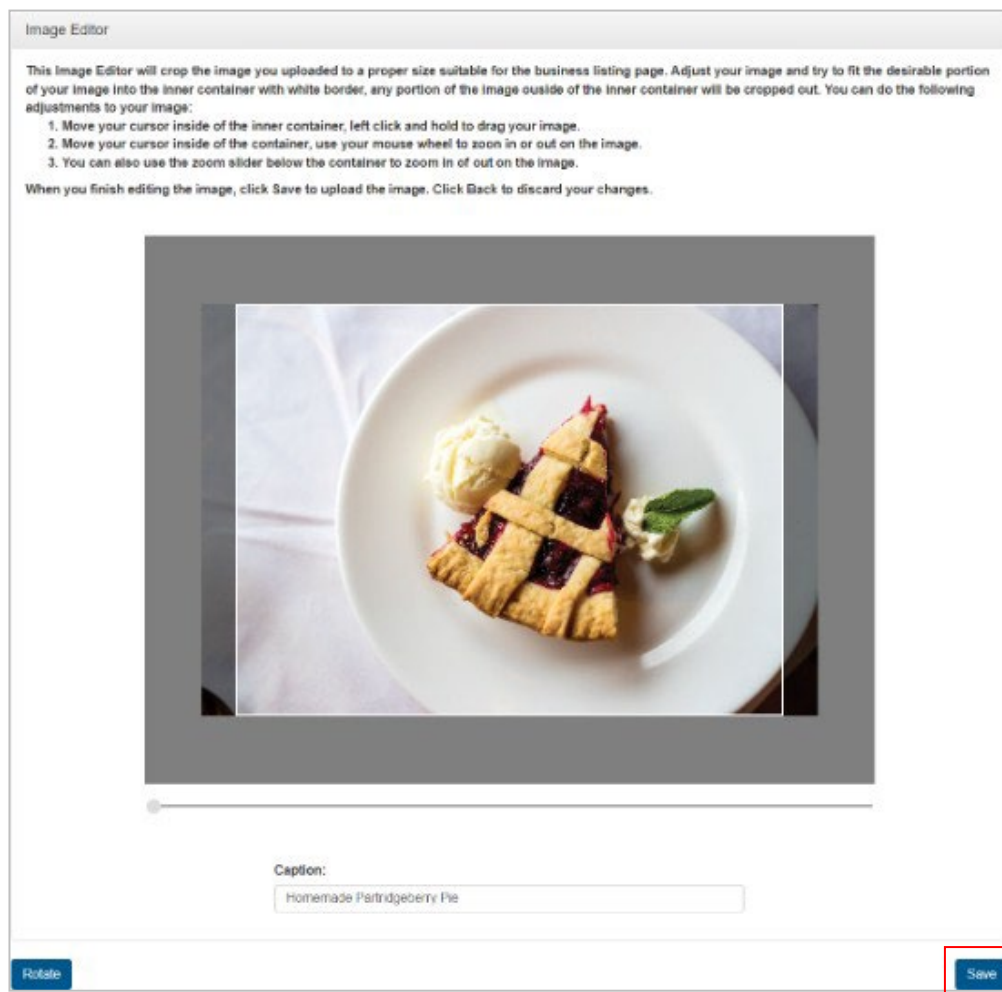 Image Editor
This Image Editor will crop the image you uploaded to a proper size suitable for the business listing page. Adjust your image and try to fit the desirable portion
of your image into the inner container with white border, any portion of the image ouside of the inner container will be cropped out. You can do the following
adjustments to your image:
1. Move your cursor inside of the inner container, left click and hold to drag your image.
2. Move your cursor inside of the container, use your mouse wheel to zoon in or out on the image.
3. You can also use the zoom slider below the container to zoom in of out on the image.
When you finish editing the image, click Save to upload the image. Click Back to discard your changes.
Caption:
Homemade Partridgeberry Pie
Rotate
Save